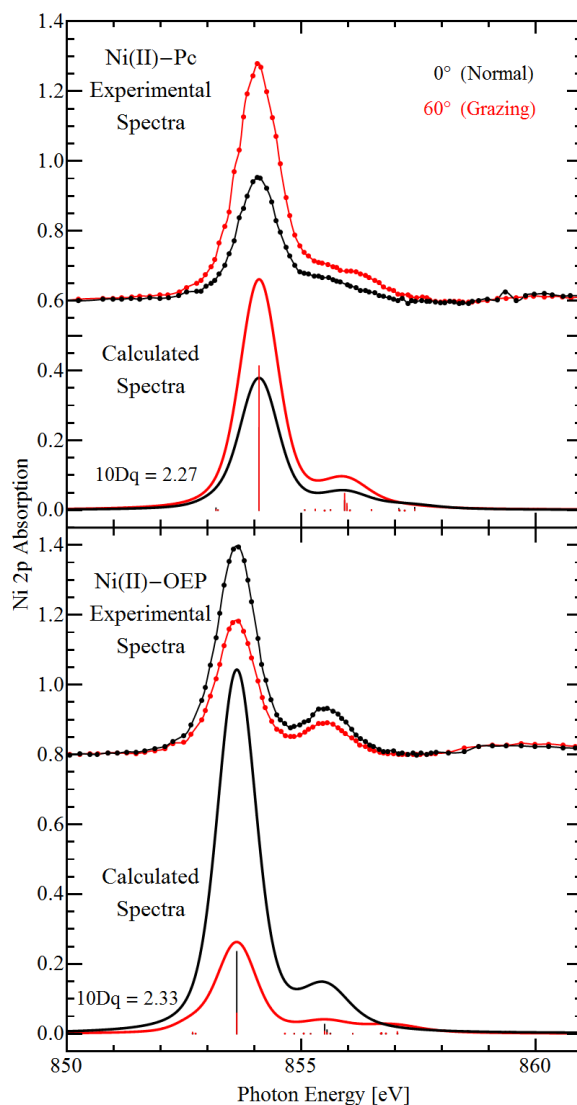 1.4
Ni(II)−Pc
Experimental
Spectra
0° (Normal)
60° (Grazing)
1.2
1.0
0.8
0.6
Calculated
Spectra
0.4
0.2
10Dq = 2.27
0.0
Ni 2p Absorption
1.4
Ni(II)−OEP
Experimental
Spectra
1.2
1.0
0.8
0.6
Calculated
Spectra
0.4
0.2
10Dq = 2.33
0.0
850
855
860
Photon Energy [eV]